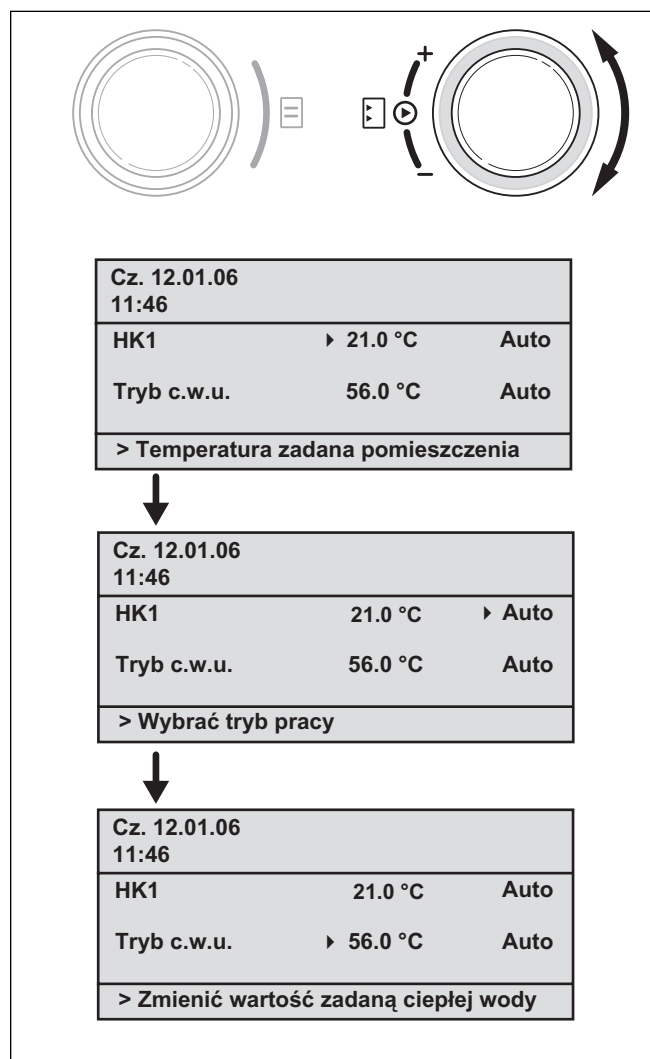 +
−
Cz. 12.01.06
11:46
HK1 ▸ 21.0 °C Auto
Tryb c.w.u. 56.0 °C Auto
> Temperatura zadana pomieszczenia
Cz. 12.01.06
11:46
HK1 21.0 °C ▸ Auto
Tryb c.w.u. 56.0 °C Auto
> Wybrać tryb pracy
Cz. 12.01.06
11:46
HK1 21.0 °C Auto
Tryb c.w.u. ▸ 56.0 °C Auto
> Zmienić wartość zadaną ciepłej wody